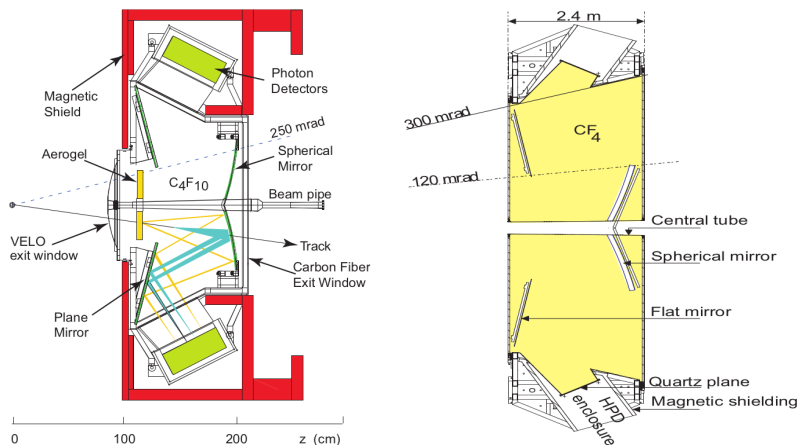 Magnetic
Shield
Aerogel
VELO
exit window
Plane
Mirror
C4F10
250 mrad
Photon
Detectors
Spherical
Mirror
Beam pipe
Track
Carbon Fiber
Exit Window
0
100
200
z (cm)
2.4 m
300 mrad
CF4
120 mrad
Central tube
Spherical mirror
Flat mirror
Quartz plane
Magnetic shielding
HPD
enclosure